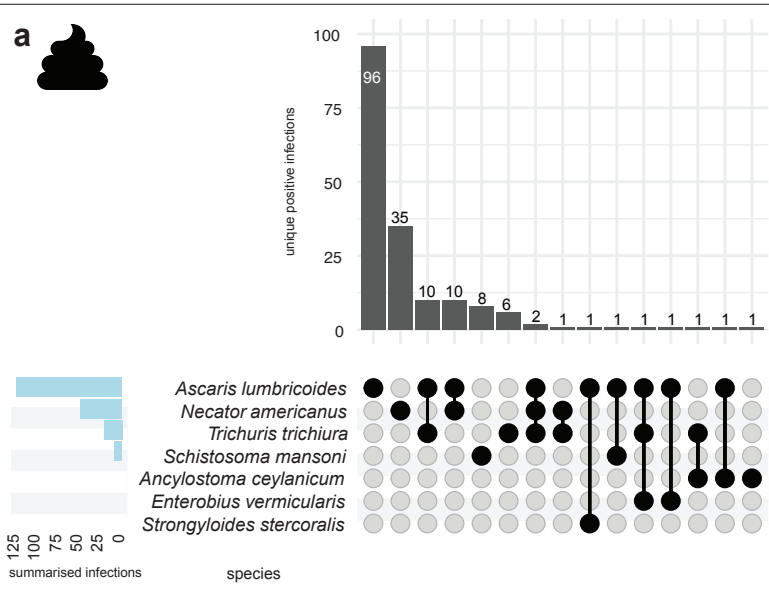 a
100
75
50
25
0
unique positive infections
96
35
10
10
8
6
2
1
1
1
1
1
1
1
1
Ascaris lumbricoides
Necator americanus
Trichuris trichiura
Schistosoma mansoni
Ancylostoma ceylanicum
Enterobius vermicularis
Strongyloides stercoralis
125 100 75 50 25 0
summarised infections
species